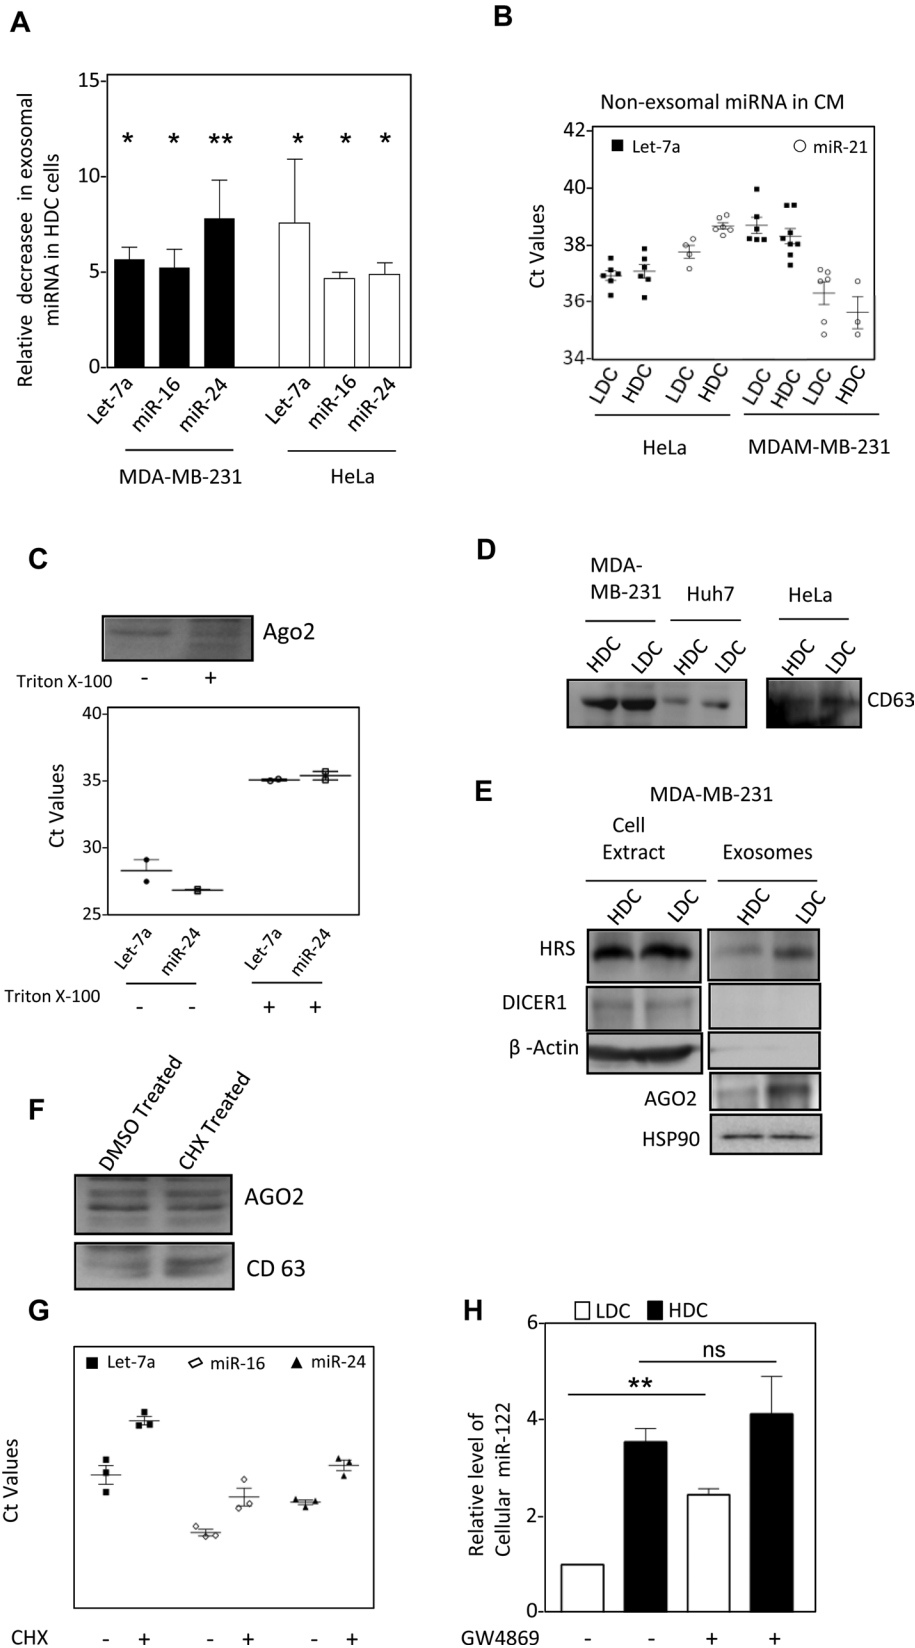 A
Relative decreasee in exosomal
miRNA in HDC cells
15
10
5
0
* * ** * * *
Let-7a miR-16 miR-24 Let-7a miR-16 miR-24
MDA-MB-231 HeLa
B
Non-exsomal miRNA in CM
Ct Values
42
40
38
36
34
Let-7a miR-21
LDC HDC LDC HDC LDC HDC LDC HDC
HeLa MDAM-MB-231
C
Ago2
Triton X-100 - +
Ct Values
40
35
30
25
Let-7a miR-24 Let-7a miR-24
Triton X-100
- - + +
D
MDA-
MB-231 Huh7 HeLa
HDC LDC HDC LDC HDC LDC
CD63
E
MDA-MB-231
Cell
Extract Exosomes
HDC LDC HDC LDC
HRS
DICER1
β -Actin
AGO2
HSP90
F
DMSO Treated CHX Treated
AGO2
CD 63
G
Let-7a miR-16 miR-24
Ct Values
CHX - + - + - +
H
LDC HDC
Relative level of
Cellular miR-122
6
4
2
0
ns
**
GW4869 - - + +